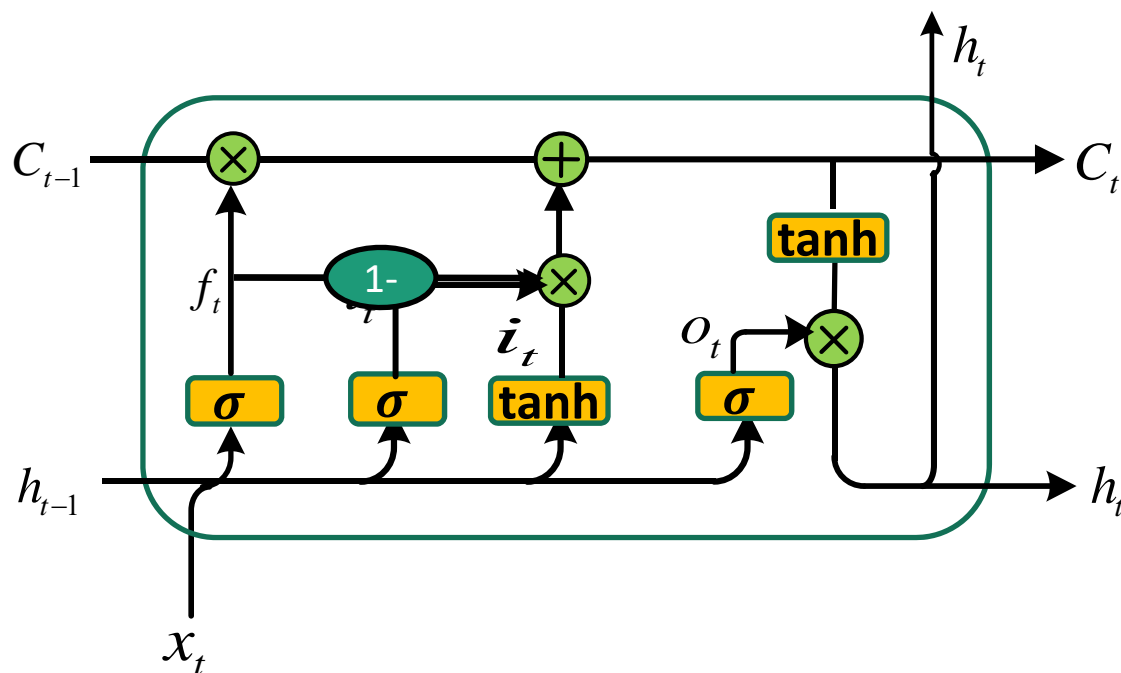 h_t
C_{t-1}
×
+
C_t
tanh
f_t
1-
×
i_t
o_t
×
σ
σ
tanh
σ
h_{t-1}
h_t
x_t